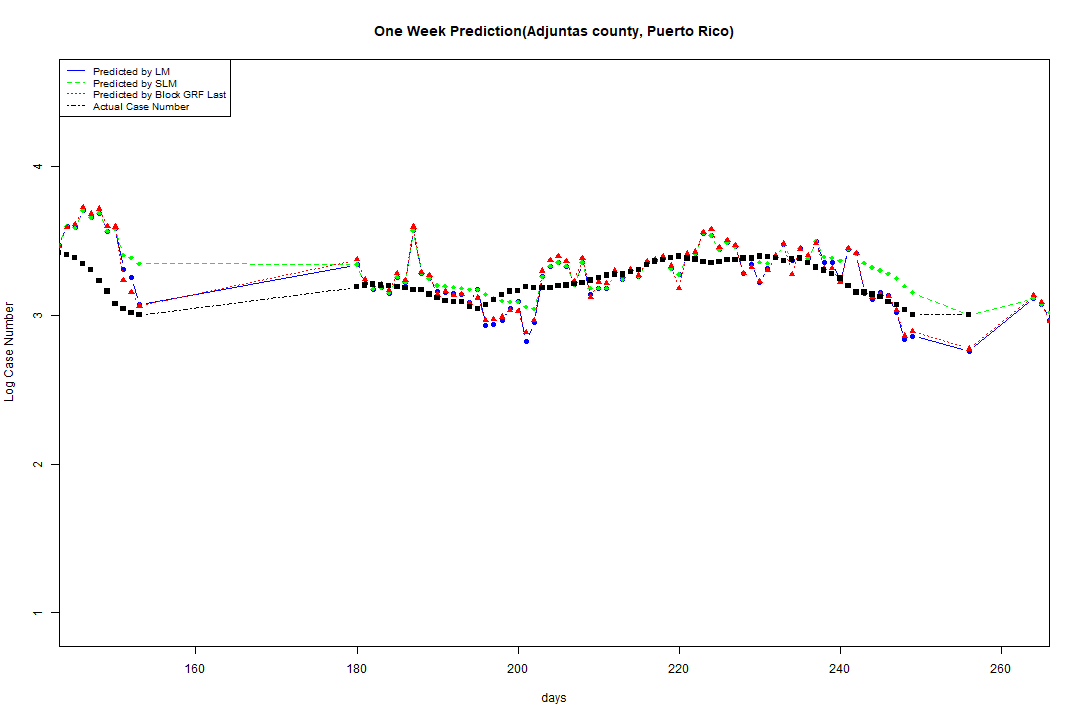 One Week Prediction(Adjuntas county, Puerto Rico)
Predicted by LM
Predicted by SLM
Predicted by Block GRF Last
Actual Case Number
4
3
2
1
Log Case Number
160 180 200 220 240 260
days